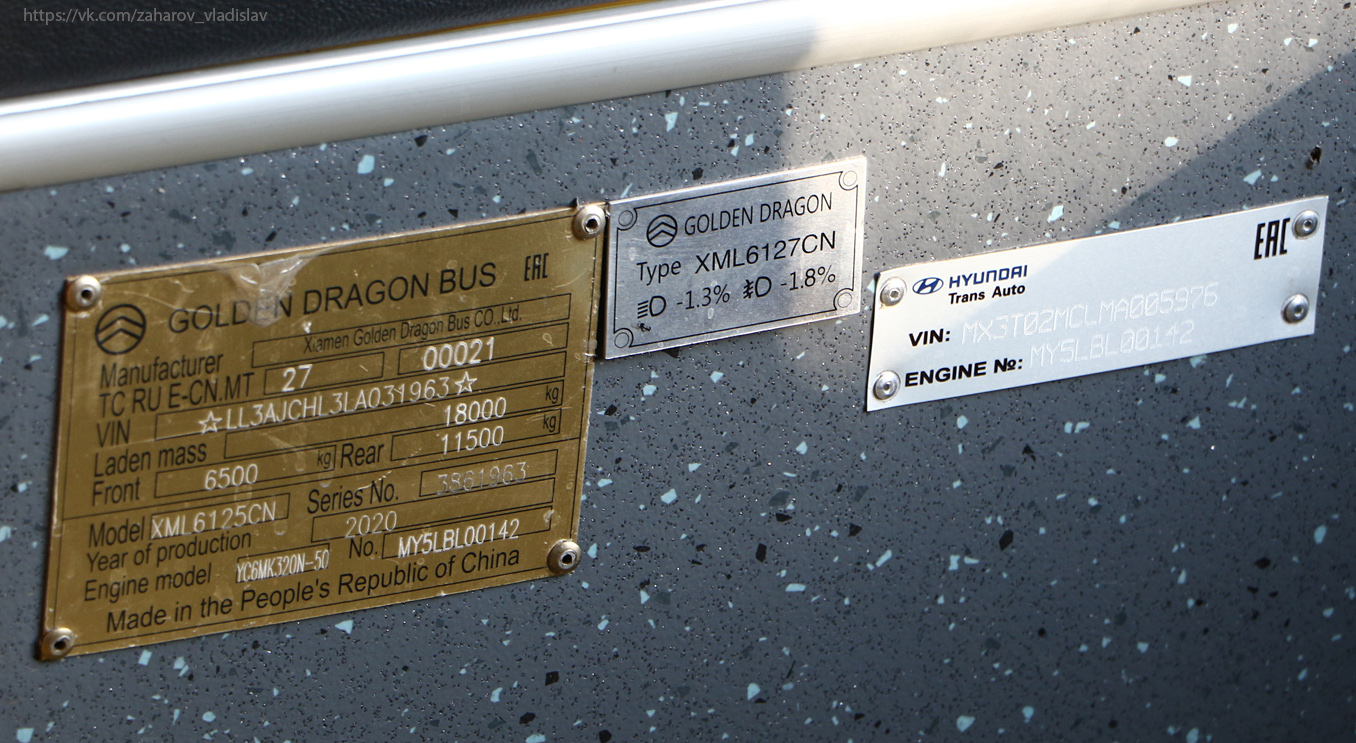 https://vk.com/zaharov_vladislav
GOLDEN DRAGON BUS EAC
Manufacturer Xiamen Golden Dragon Bus CO.,Ltd.
TC RU E-CN.MT 27 00021
VIN ☆LL3AJCHL3LA031963☆
Laden mass 18000 kg
Front 6500 kg Rear 11500 kg
Model XML6125CN Series No. 3861963
Year of production 2020
Engine model YC6MK320N-50 No. MY5LBL00142
Made in the People's Republic of China
GOLDEN DRAGON
Type XML6127CN
-1.3% -1.8%
HYUNDAI EAC
Trans Auto
VIN: MX3T02MCLMA005976
ENGINE №: MY5LBL00142